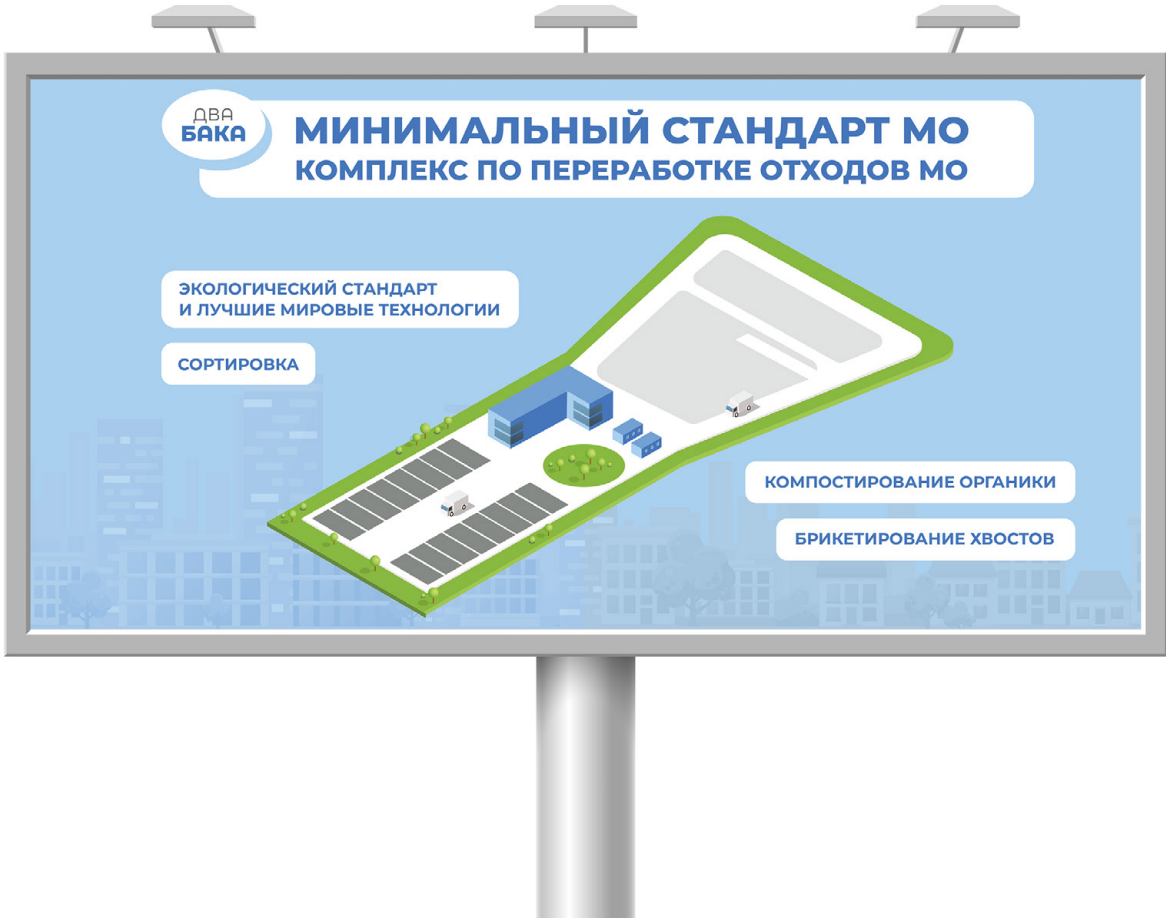 ДВА
БАКА
МИНИМАЛЬНЫЙ СТАНДАРТ МО
КОМПЛЕКС ПО ПЕРЕРАБОТКЕ ОТХОДОВ МО
ЭКОЛОГИЧЕСКИЙ СТАНДАРТ
И ЛУЧШИЕ МИРОВЫЕ ТЕХНОЛОГИИ
СОРТИРОВКА
КОМПОСТИРОВАНИЕ ОРГАНИКИ
БРИКЕТИРОВАНИЕ ХВОСТОВ